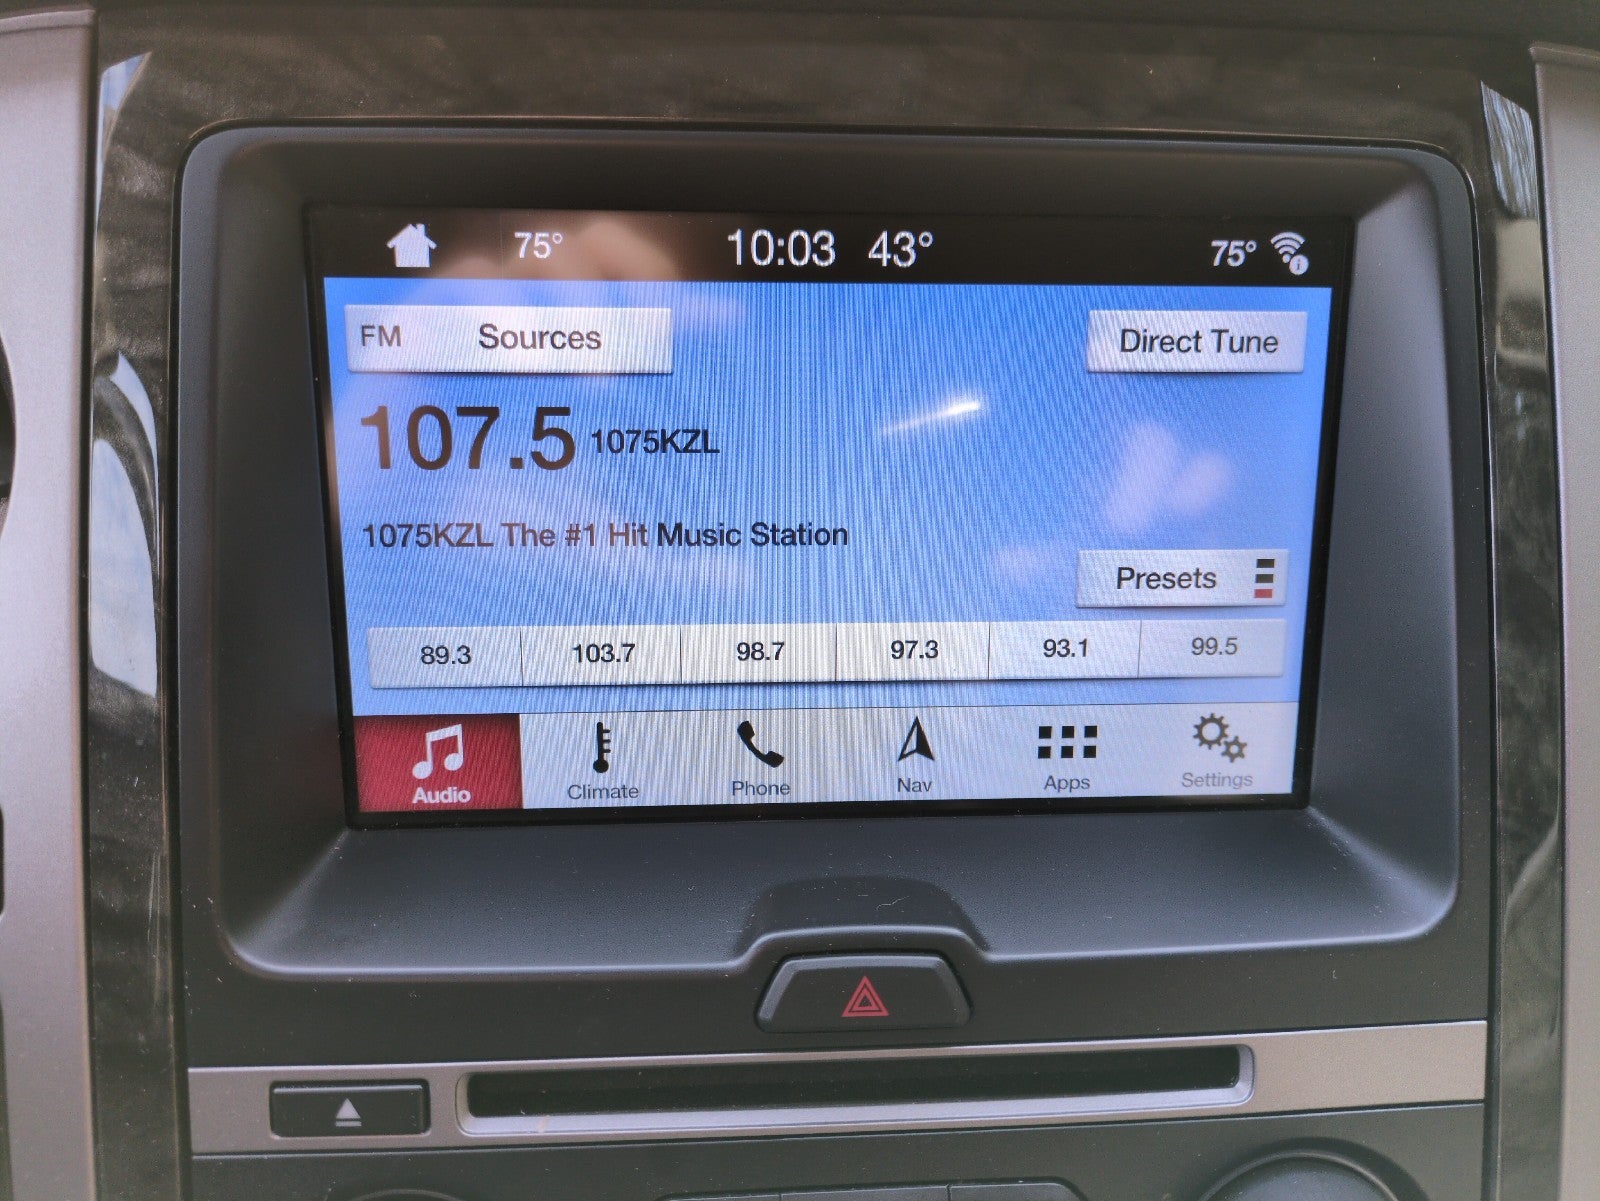 75° 10:03 43° 75°
FM Sources Direct Tune
107.5 1075KZL
1075KZL The #1 Hit Music Station
Presets
89.3 103.7 98.7 97.3 93.1 99.5
Audio Climate Phone Nav Apps Settings